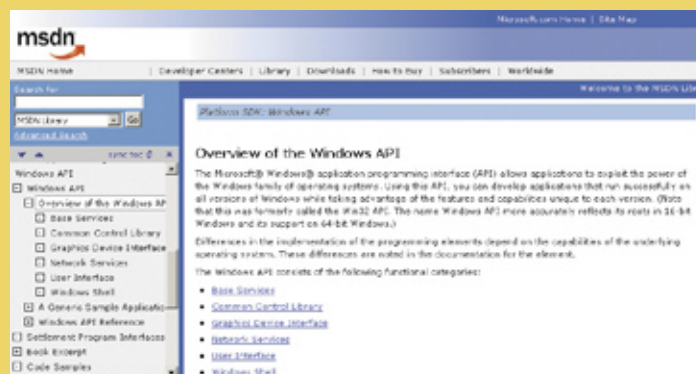 Microsoft.com Home | Site Map
msdn
MSDN Home | Developer Centers | Library | Downloads | How to Buy | Subscribers | Worldwide
Search for
MSDN Library
Go
Advanced Search
Welcome to the MSDN Lib
sync toc
Windows API
Windows API
Overview of the Windows AP
Base Services
Common Control Library
Graphics Device Interface
Network Services
User Interface
Windows Shell
A Generic Sample Applicatio
Windows API Reference
Settlement Program Interfaces
Book Excerpt
Code Samples
Platform SDK: Windows API
Overview of the Windows API
The Microsoft® Windows® application programming interface (API) allows applications to exploit the power of
the Windows family of operating systems. Using this API, you can develop applications that run successfully on
all versions of Windows while taking advantage of the features and capabilities unique to each version. (Note
that this was formerly called the Win32 API. The name Windows API more accurately reflects its roots in 16-bit
Windows and its support on 64-bit Windows.)
Differences in the implementation of the programming elements depend on the capabilities of the underlying
operating system. These differences are noted in the documentation for the element.
The Windows API consists of the following functional categories:
• Base Services
• Common Control Library
• Graphics Device Interface
• Network Services
• User Interface
• Windows Shell